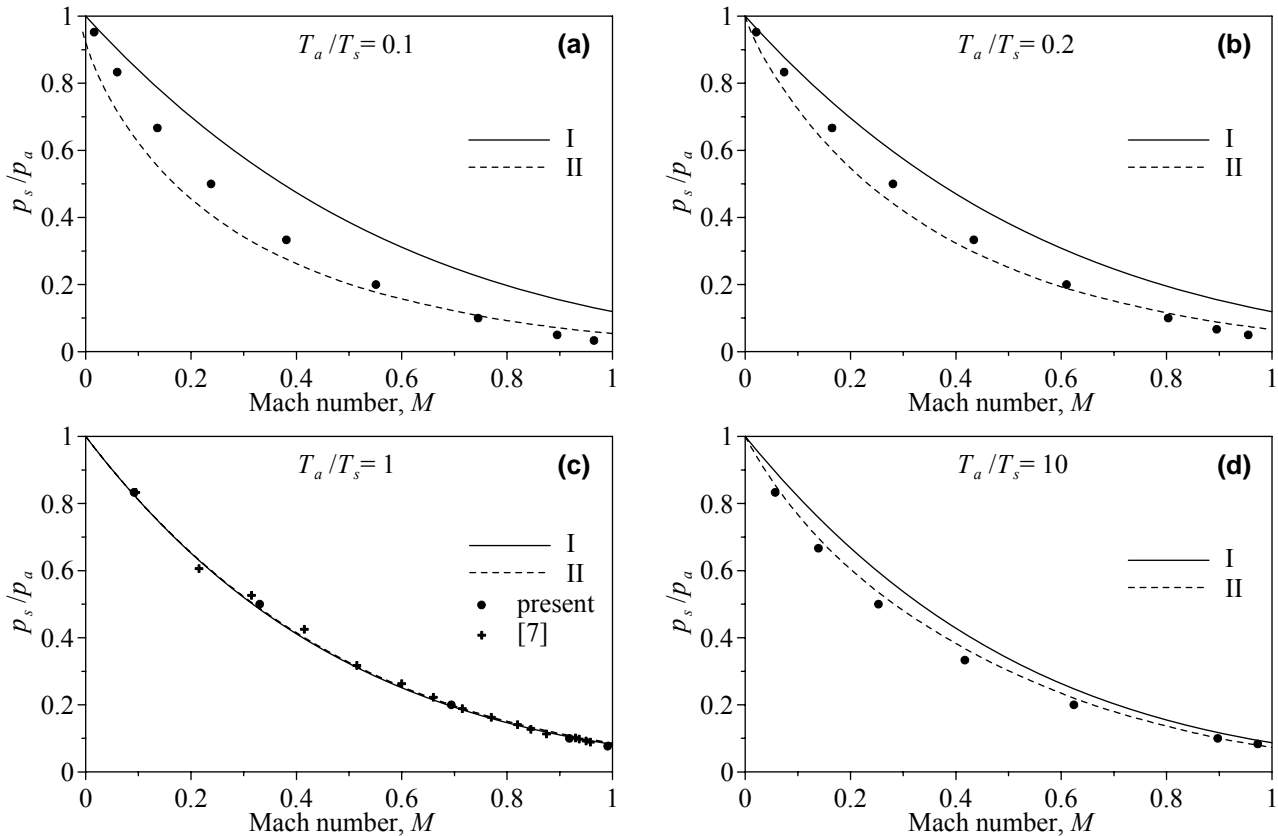 1
0.8
0.6
0.4
0.2
0
p_s/p_a
T_a/T_s= 0.1
(a)
I
II
0 0.2 0.4 0.6 0.8 1
Mach number, M
1
0.8
0.6
0.4
0.2
0
p_s/p_a
T_a/T_s= 0.2
(b)
I
II
0 0.2 0.4 0.6 0.8 1
Mach number, M
1
0.8
0.6
0.4
0.2
0
p_s/p_a
T_a/T_s= 1
(c)
I
II
present
[7]
0 0.2 0.4 0.6 0.8 1
Mach number, M
1
0.8
0.6
0.4
0.2
0
p_s/p_a
T_a/T_s= 10
(d)
I
II
0 0.2 0.4 0.6 0.8 1
Mach number, M